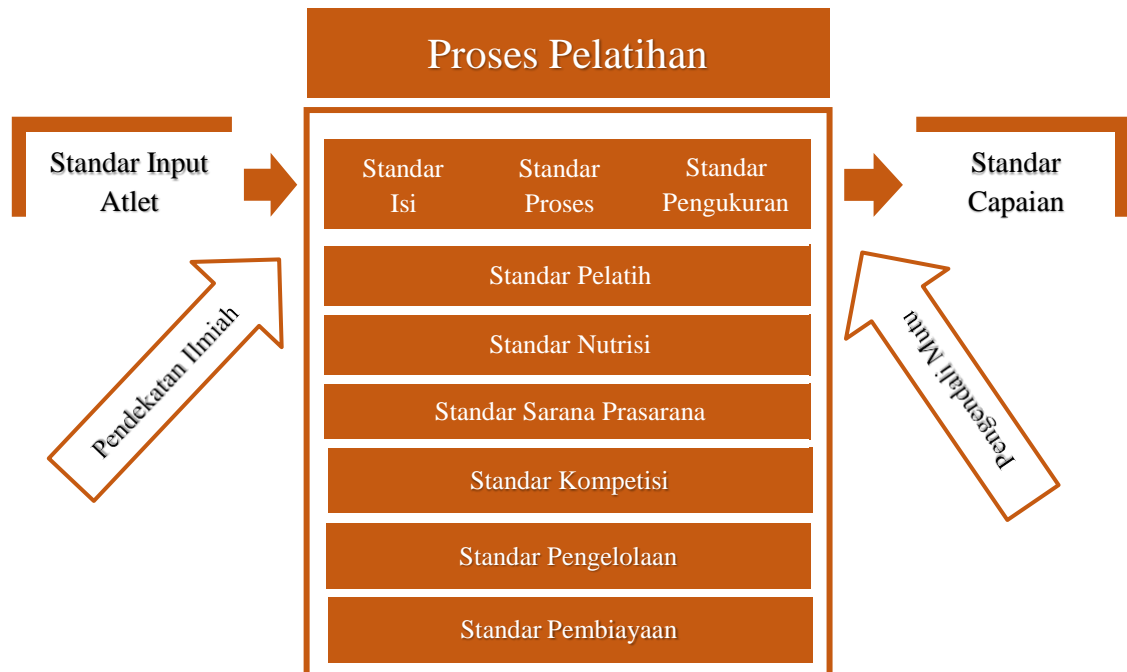 Proses Pelatihan
Standar Input
Atlet
Standar
Isi
Standar
Proses
Standar
Pengukuran
Standar
Capaian
Standar Pelatih
Standar Nutrisi
Standar Sarana Prasarana
Standar Kompetisi
Standar Pengelolaan
Standar Pembiayaan
Pendekatan Ilmiah
Pengendali Mutu